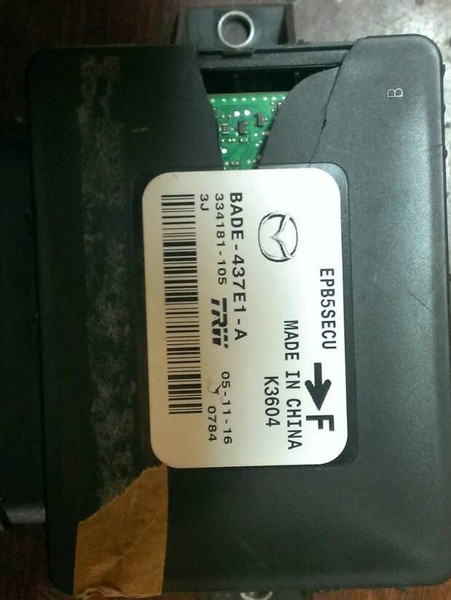 EPB5SECU
F
MADE IN CHINA
K3604
BADE-437E1-A
334181-105
3J
TRW
05-11-16
0784
B